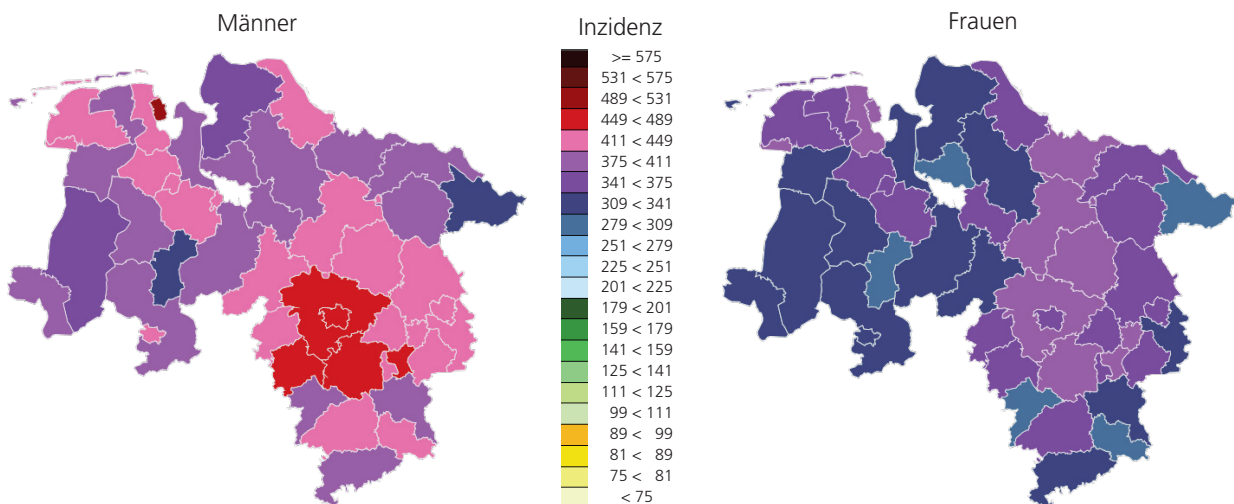 Männer
Inzidenz
Frauen
>= 575
531 < 575
489 < 531
449 < 489
411 < 449
375 < 411
341 < 375
309 < 341
279 < 309
251 < 279
225 < 251
201 < 225
179 < 201
159 < 179
141 < 159
125 < 141
111 < 125
99 < 111
89 < 99
81 < 89
75 < 81
< 75